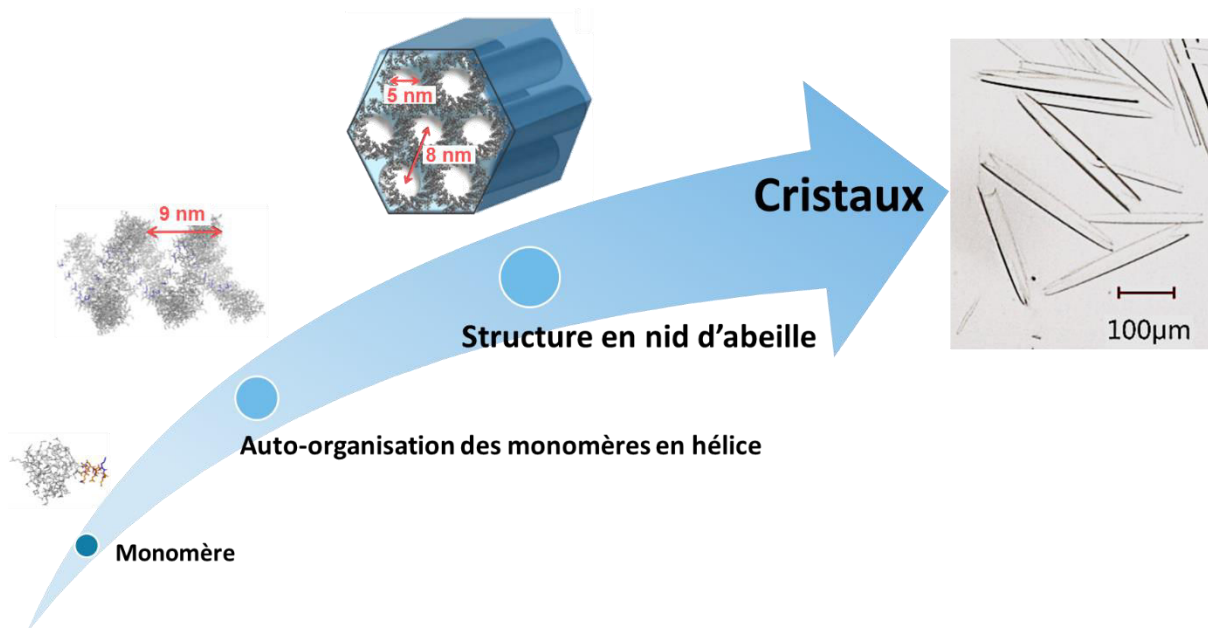 5 nm
8 nm
9 nm
Cristaux
100µm
Structure en nid d'abeille
Auto-organisation des monomères en hélice
Monomère